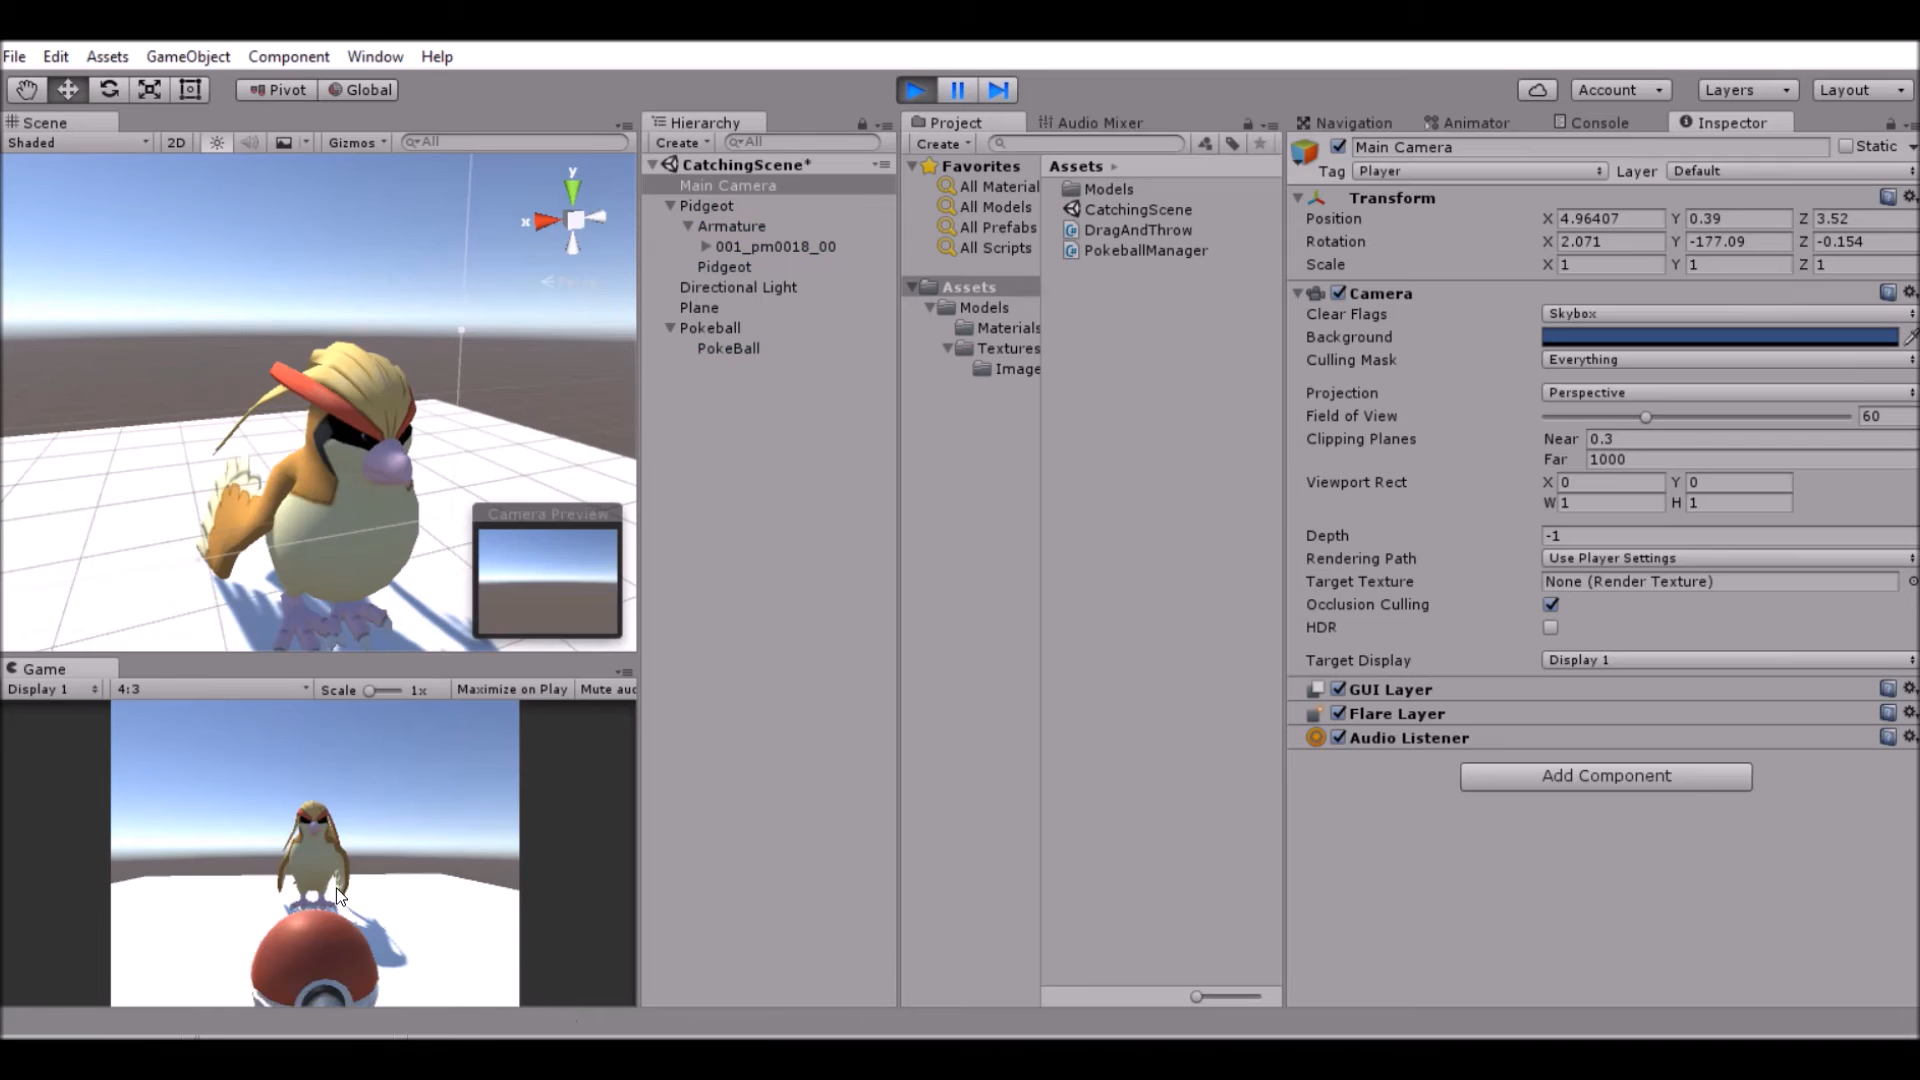 File Edit Assets GameObject Component Window Help
Pivot Global Account Layers Layout
Scene
Shaded 2D Gizmos All
y
x
Camera Preview
Game
Display 1 4:3 Scale 1x Maximize on Play Mute aud
Hierarchy
Create All
CatchingScene*
Main Camera
Pidgeot
Armature
001_pm0018_00
Pidgeot
Directional Light
Plane
Pokeball
PokeBall
Project Audio Mixer
Create
Favorites
All Material
All Models
All Prefabs
All Scripts
Assets
Models
Materials
Textures
Image
Assets
Models
CatchingScene
DragAndThrow
PokeballManager
Navigation Animator Console Inspector
Main Camera Static
Tag Player Layer Default
Transform
Position X 4.96407 Y 0.39 Z 3.52
Rotation X 2.071 Y -177.09 Z -0.154
Scale X 1 Y 1 Z 1
Camera
Clear Flags Skybox
Background
Culling Mask Everything
Projection Perspective
Field of View 60
Clipping Planes Near 0.3
Far 1000
Viewport Rect X 0 Y 0
W 1 H 1
Depth -1
Rendering Path Use Player Settings
Target Texture None (Render Texture)
Occlusion Culling
HDR
Target Display Display 1
GUI Layer
Flare Layer
Audio Listener
Add Component